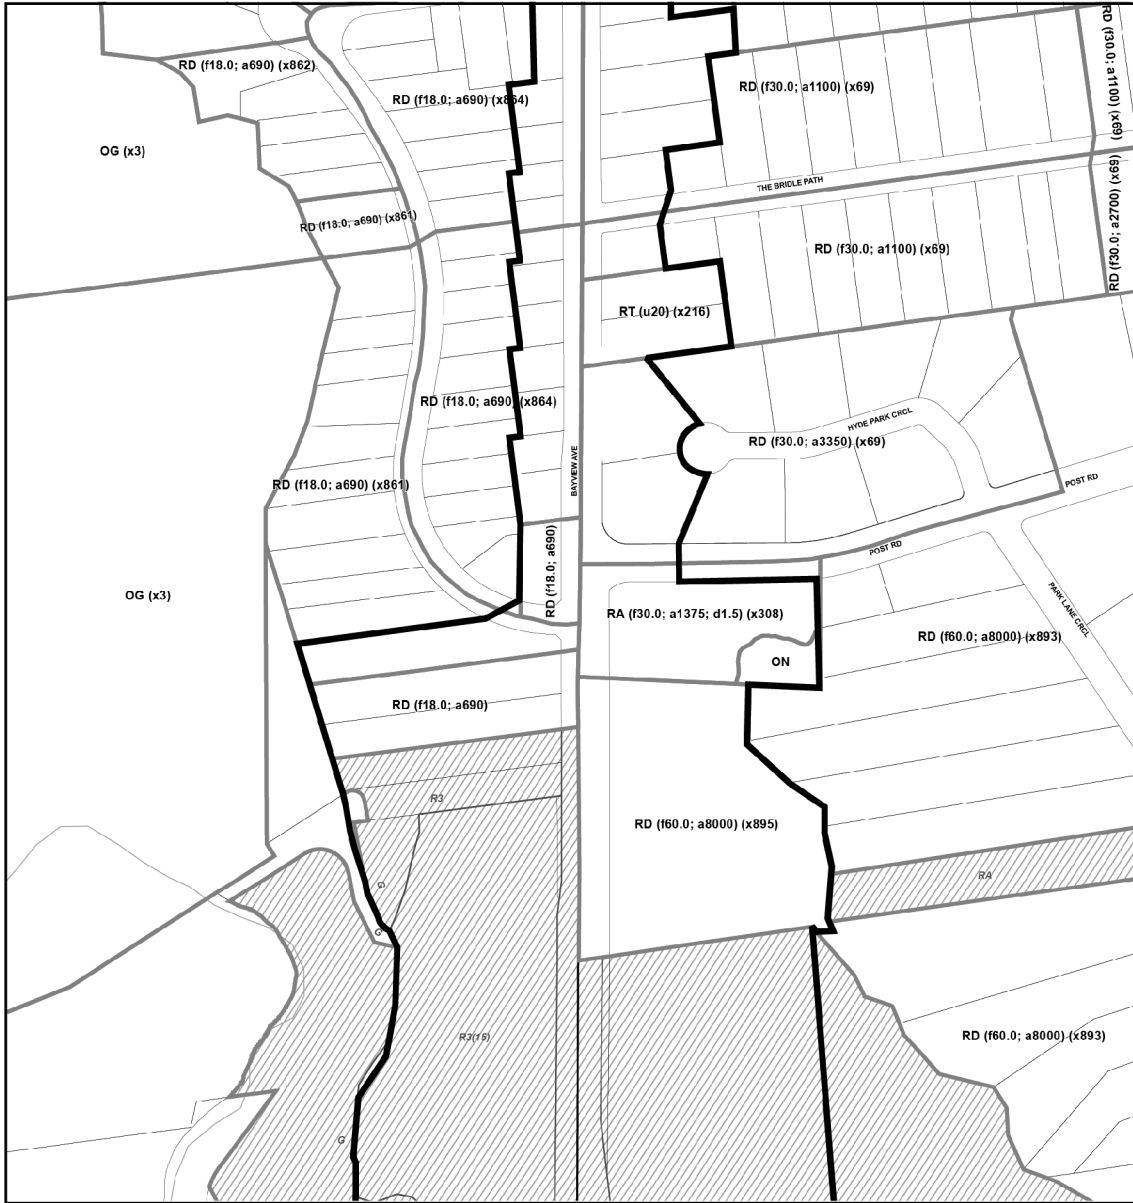 RD (f18.0; a690) (x862)
RD (f18.0; a690) (x864)
RD (f30.0; a1100) (x69)
RD (f30.0; a1100) (x69)
OG (x3)
THE BRIDLE PATH
RD (f30.0; a2700) (x69)
RD (f18.0; a690) (x861)
RD (f30.0; a1100) (x69)
RT (u20) (x216)
RD (f18.0; a690) (x864)
HYDE PARK CRCL
RD (f30.0; a3350) (x69)
BAYVIEW AVE
RD (f18.0; a690) (x861)
POST RD
POST RD
RD (f18.0; a690)
OG (x3)
PARK LANE CRCL
RA (f30.0; a1375; d1.5) (x308)
RD (f60.0; a8000) (x893)
ON
RD (f18.0; a690)
R3
RD (f60.0; a8000) (x895)
RA
G
G
R3(15)
RD (f60.0; a8000) (x893)
G